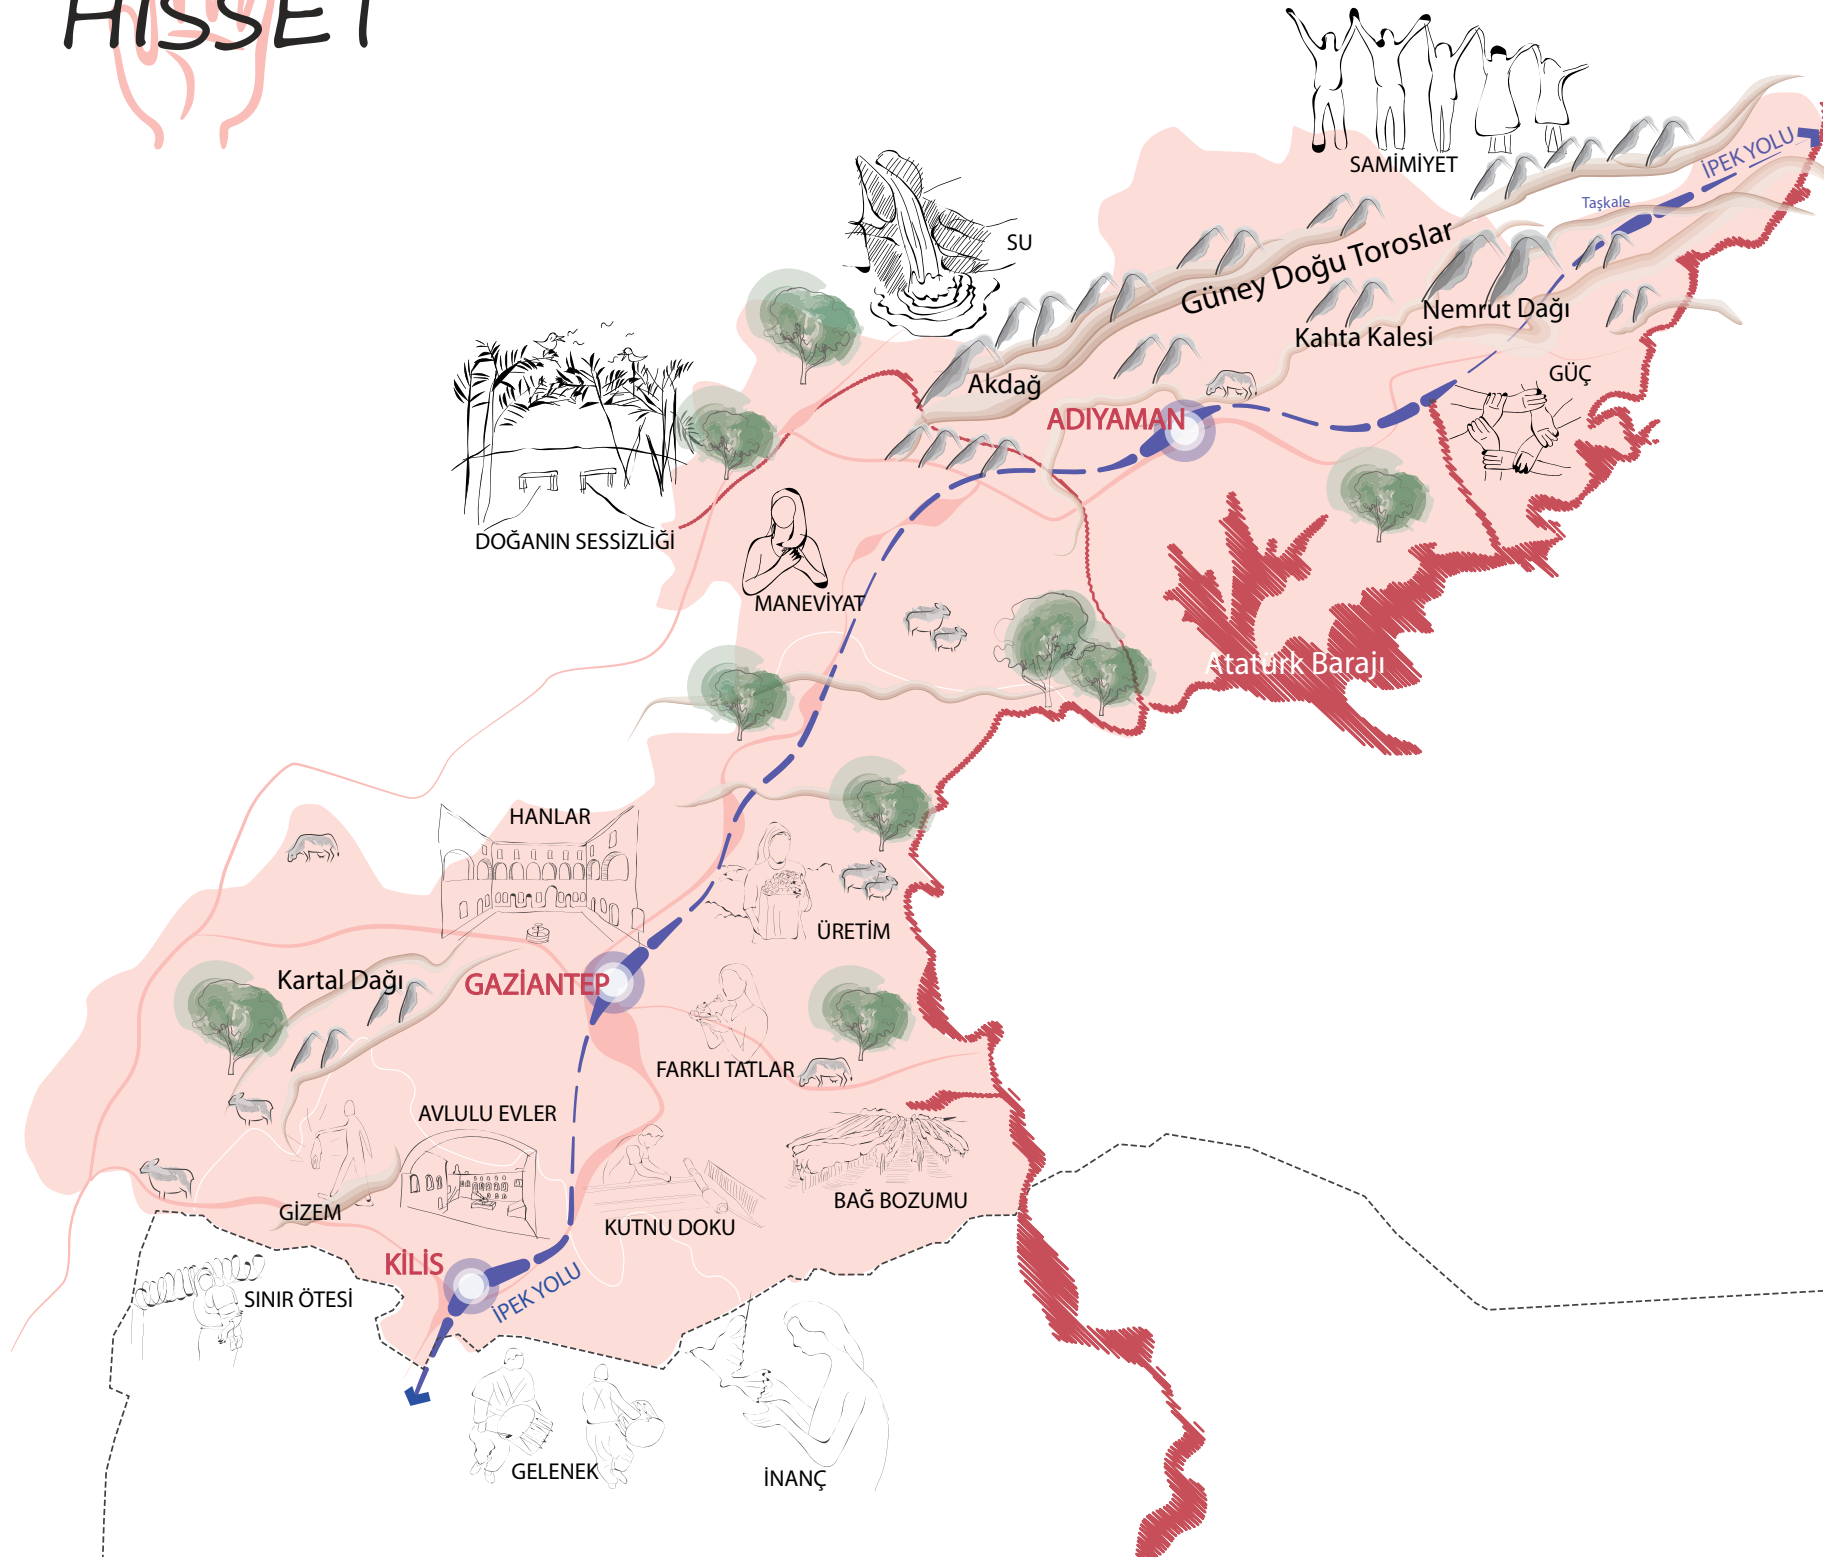 HİSSET
SAMİMİYET
İPEK YOLU
Taşkale
SU
Güney Doğu Toroslar
Nemrut Dağı
Kahta Kalesi
GÜÇ
Akdağ
ADIYAMAN
DOĞANIN SESSİZLİĞİ
MANEVİYAT
Atatürk Barajı
HANLAR
ÜRETİM
Kartal Dağı
GAZİANTEP
FARKLI TATLAR
AVLULU EVLER
BAĞ BOZUMU
GİZEM
KUTNU DOKU
KİLİS
İPEK YOLU
SINIR ÖTESİ
GELENEK
İNANÇ